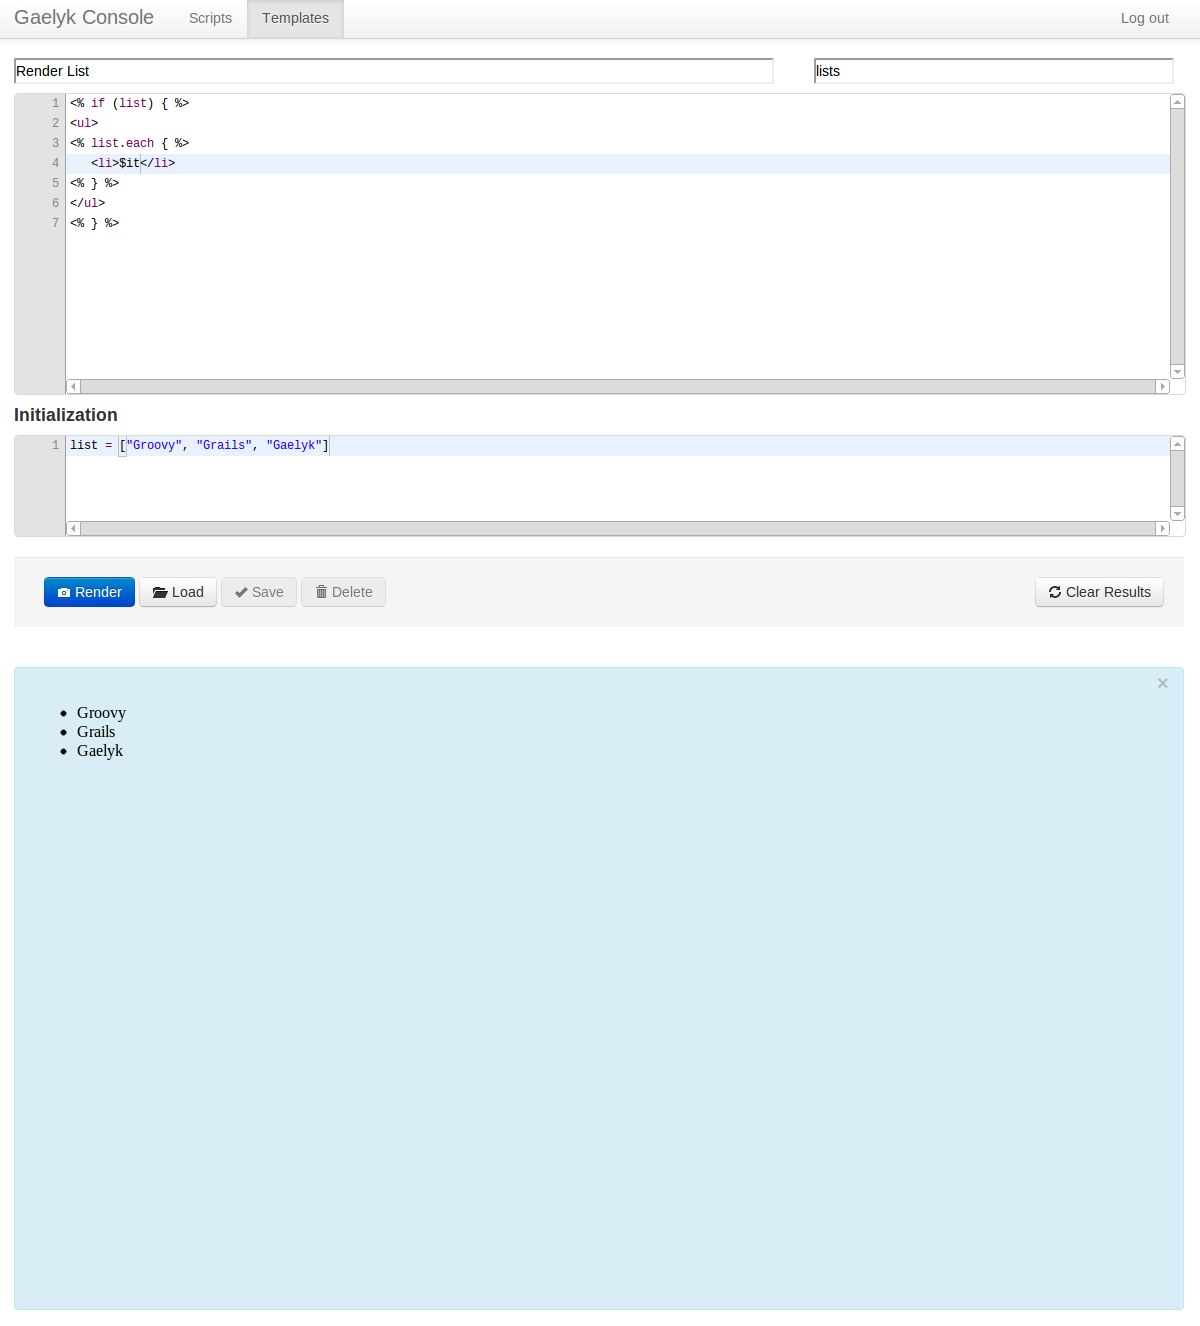 Gaelyk Console Scripts Templates Log out
Render List lists
1 <% if (list) { %>
2 <ul>
3 <% list.each { %>
4    <li>$it</li>
5 <% } %>
6 </ul>
7 <% } %>
Initialization
1 list = ["Groovy", "Grails", "Gaelyk"]
Render Load Save Delete Clear Results
×
• Groovy
• Grails
• Gaelyk